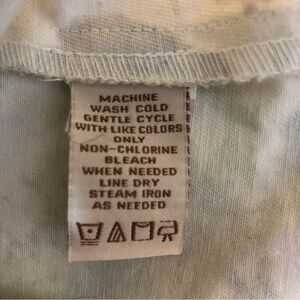 MACHINE
WASH COLD
GENTLE CYCLE
WITH LIKE COLORS
ONLY
NON-CHLORINE
BLEACH
WHEN NEEDED
LINE DRY
STEAM IRON
AS NEEDED